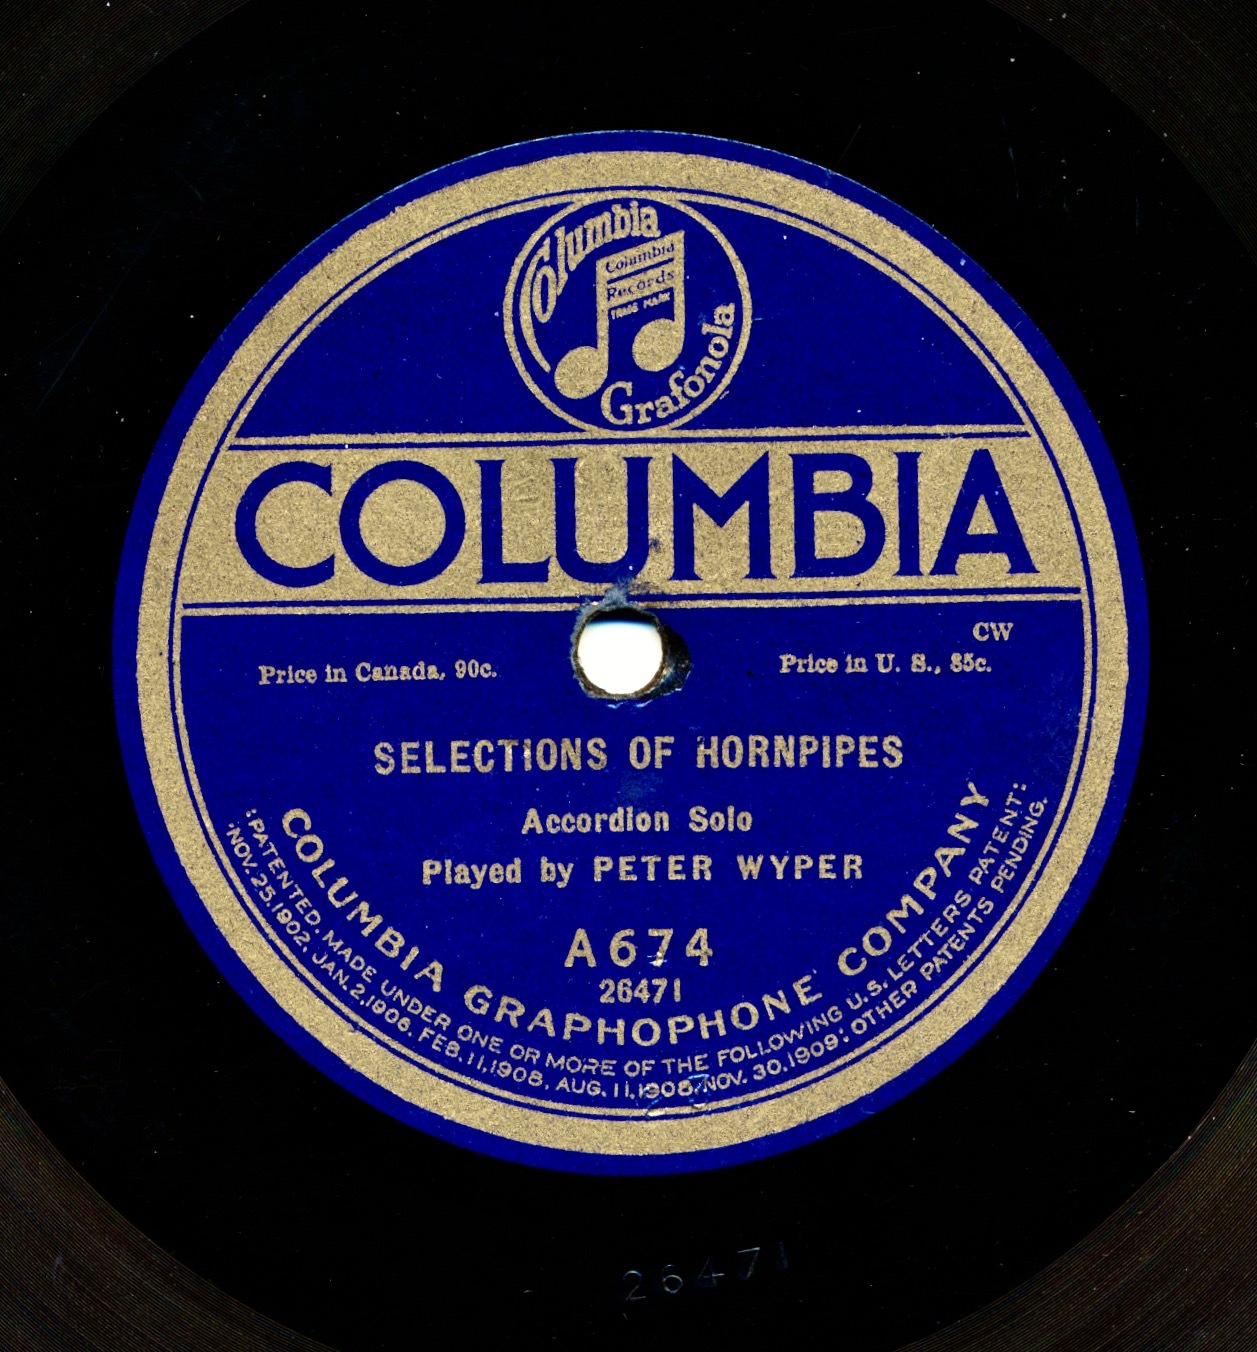 Columbia
Columbia
Records
TRADE MARK
Grafonola
COLUMBIA
CW
Price in Canada, 90c.
Price in U. S., 85c.
SELECTIONS OF HORNPIPES
Accordion Solo
Played by PETER WYPER
A674
26471
COLUMBIA GRAPHOPHONE COMPANY
:PATENTED. MADE UNDER ONE OR MORE OF THE FOLLOWING U.S. LETTERS PATENT:
NOV. 25, 1902. JAN. 2, 1906. FEB. 11, 1908. AUG. 11, 1908. NOV. 30, 1909: OTHER PATENTS PENDING.
26471